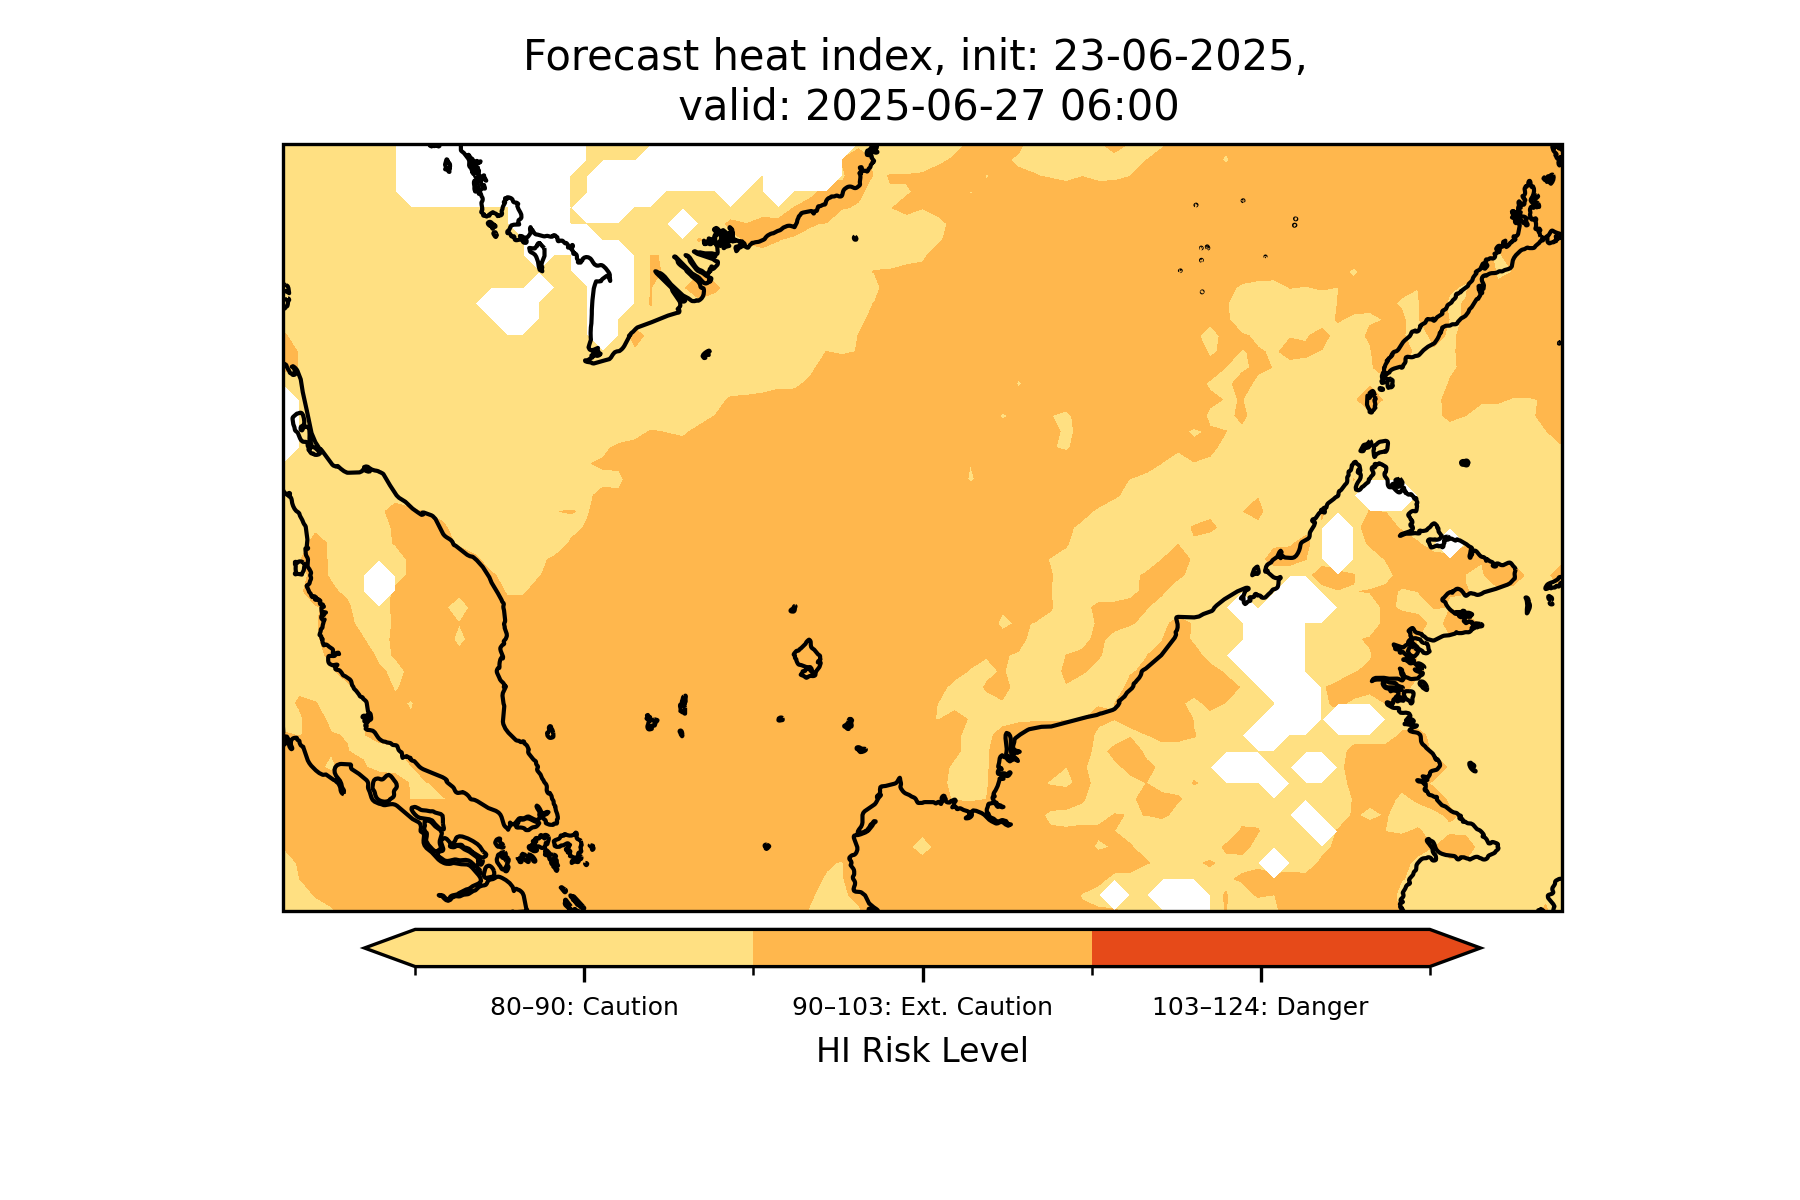 Forecast heat index, init: 23-06-2025,
valid: 2025-06-27 06:00
80–90: Caution
90–103: Ext. Caution
103–124: Danger
HI Risk Level